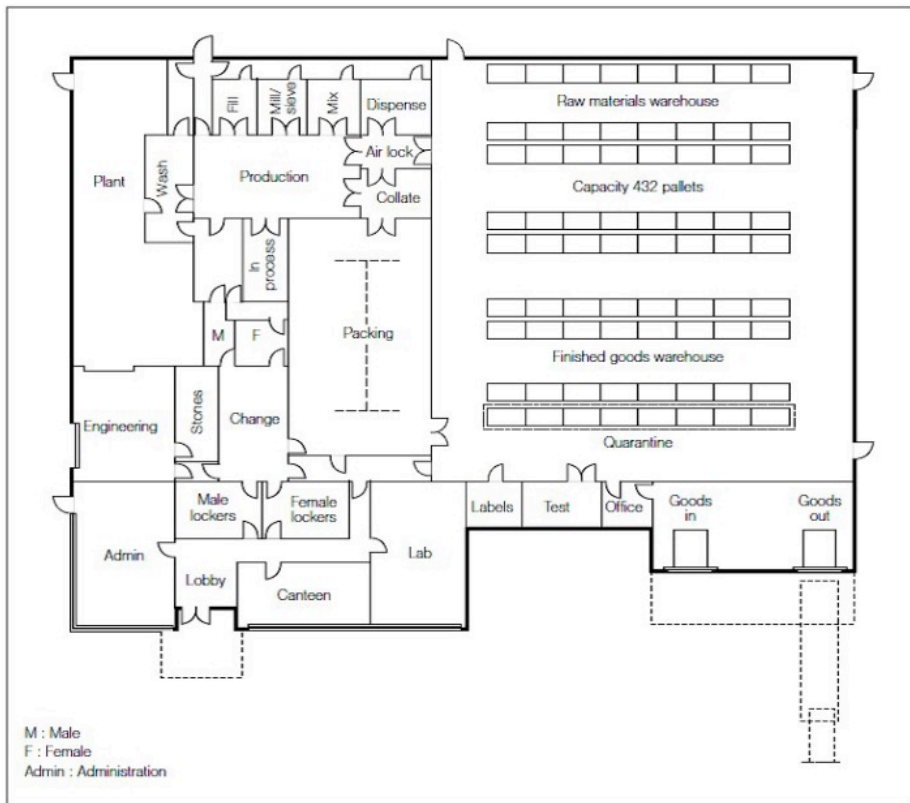 Raw materials warehouse
Fill
Mill/
sieve
Mix
Dispense
Air lock
Plant
Wash
Production
Collate
Capacity 432 pallets
In
process
M
F
Packing
Finished goods warehouse
Engineering
Stones
Change
Quarantine
Male
lockers
Female
lockers
Labels
Test
Office
Goods
in
Goods
out
Admin
Lab
Lobby
Canteen
M : Male
F : Female
Admin : Administration